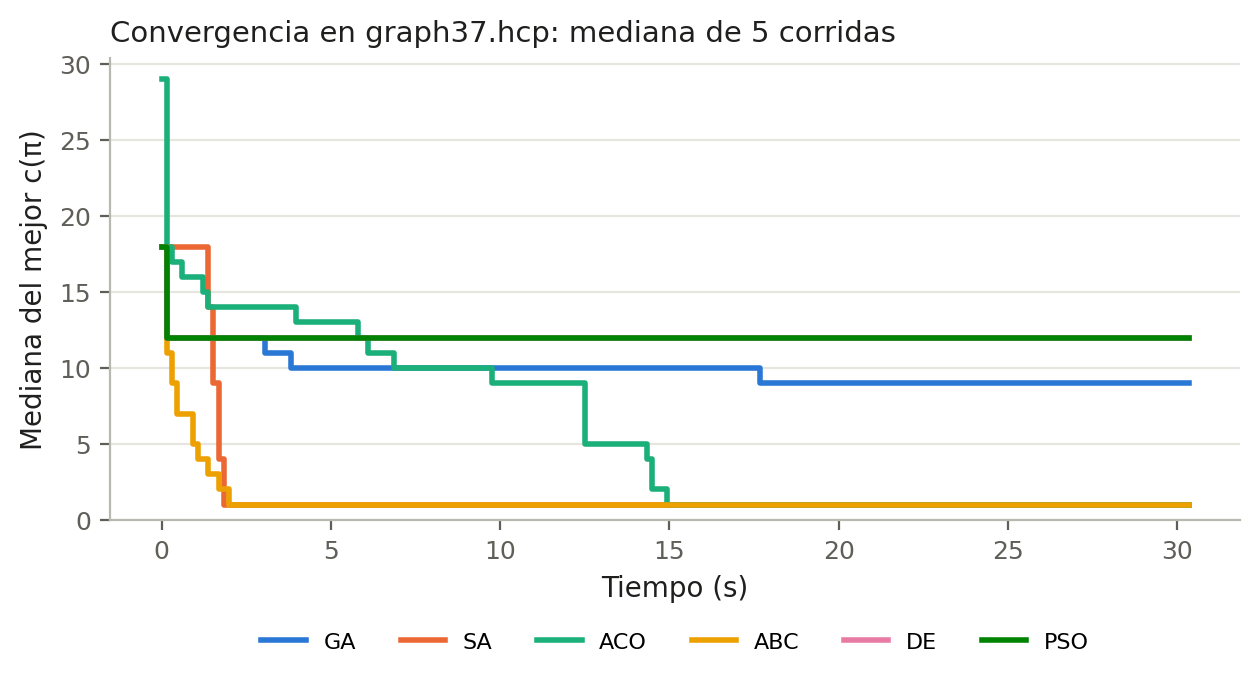 Convergencia en graph37.hcp: mediana de 5 corridas
Mediana del mejor c(π)
30
25
20
15
10
5
0
0 5 10 15 20 25 30
Tiempo (s)
GA SA ACO ABC DE PSO